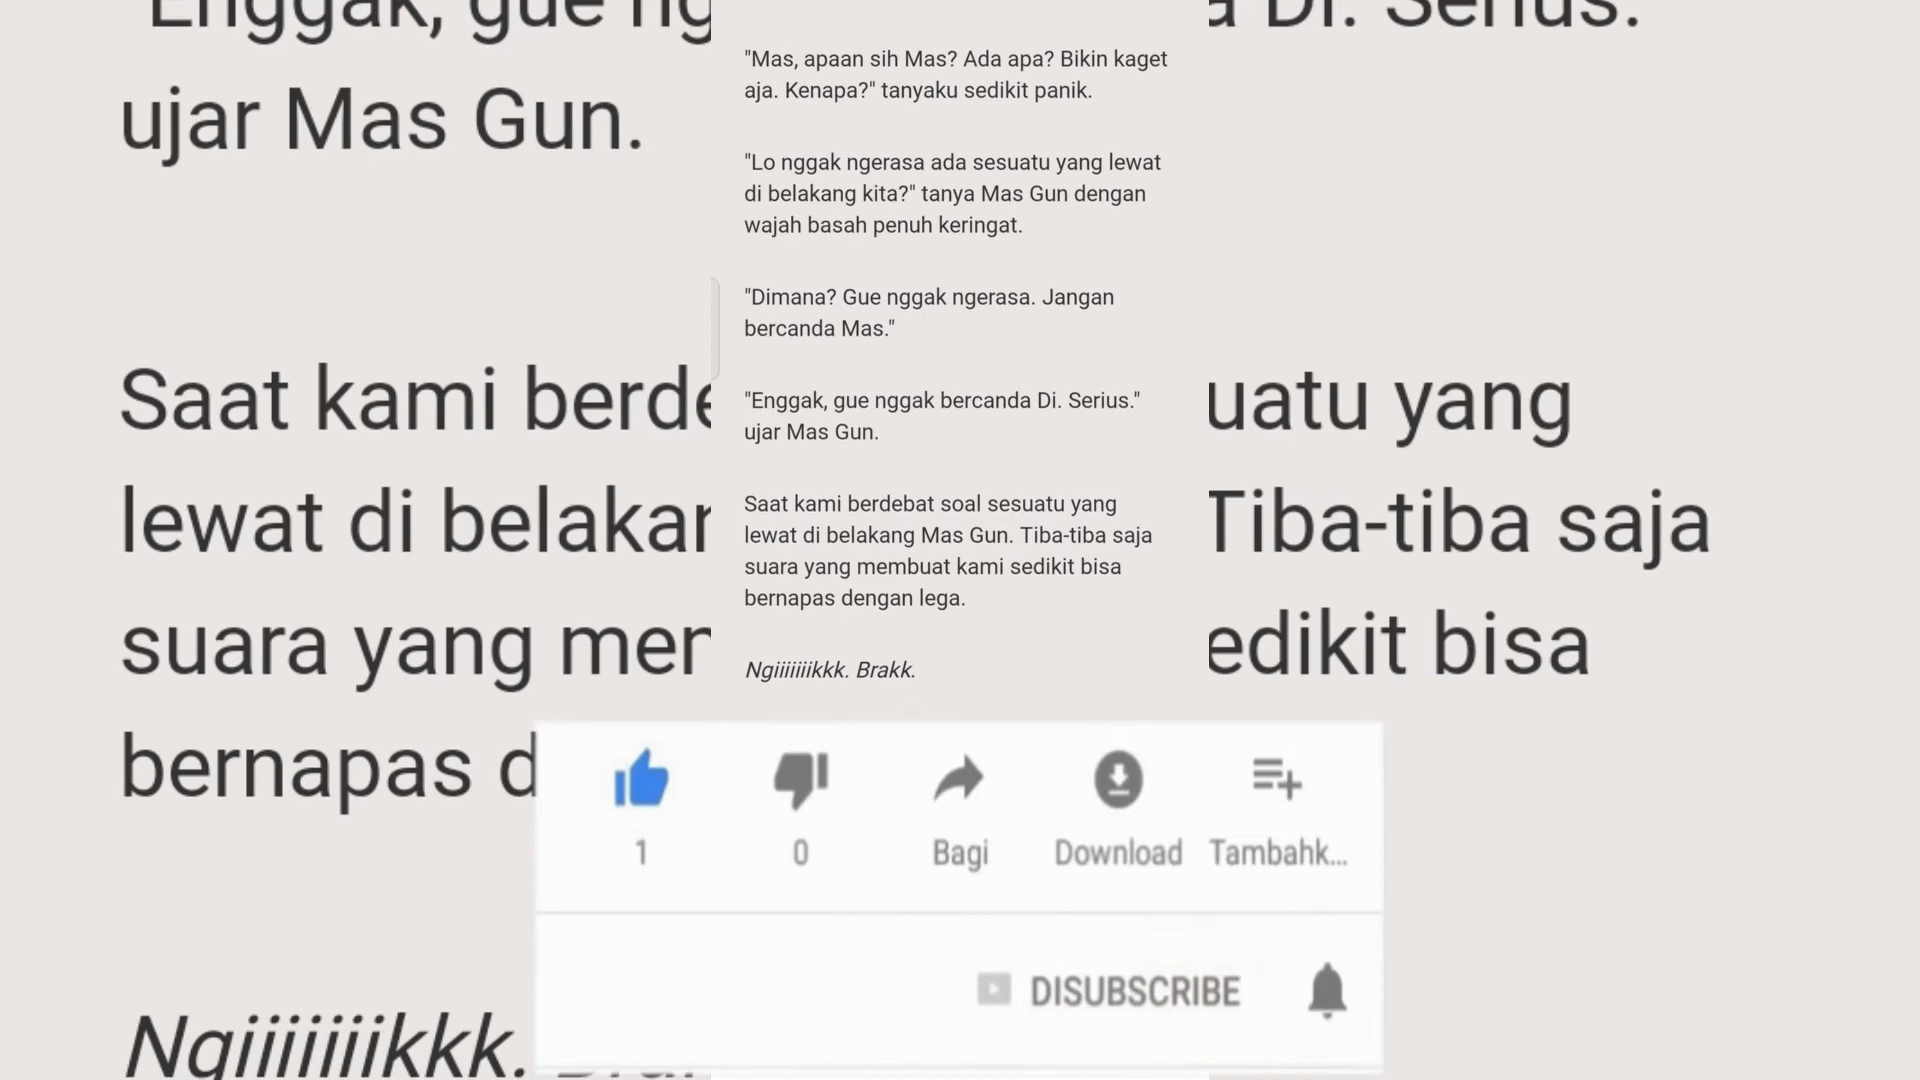 "Enggak, gue ng
a Di. Serius."
ujar Mas Gun.
Saat kami berde
uatu yang
lewat di belakan
Tiba-tiba saja
suara yang mem
edikit bisa
bernapas d
Ngiiiiiiikkk.
"Mas, apaan sih Mas? Ada apa? Bikin kaget
aja. Kenapa?" tanyaku sedikit panik.
"Lo nggak ngerasa ada sesuatu yang lewat
di belakang kita?" tanya Mas Gun dengan
wajah basah penuh keringat.
"Dimana? Gue nggak ngerasa. Jangan
bercanda Mas."
"Enggak, gue nggak bercanda Di. Serius."
ujar Mas Gun.
Saat kami berdebat soal sesuatu yang
lewat di belakang Mas Gun. Tiba-tiba saja
suara yang membuat kami sedikit bisa
bernapas dengan lega.
Ngiiiiiiikkk. Brakk.
1
0
Bagi
Download
Tambahk...
DISUBSCRIBE